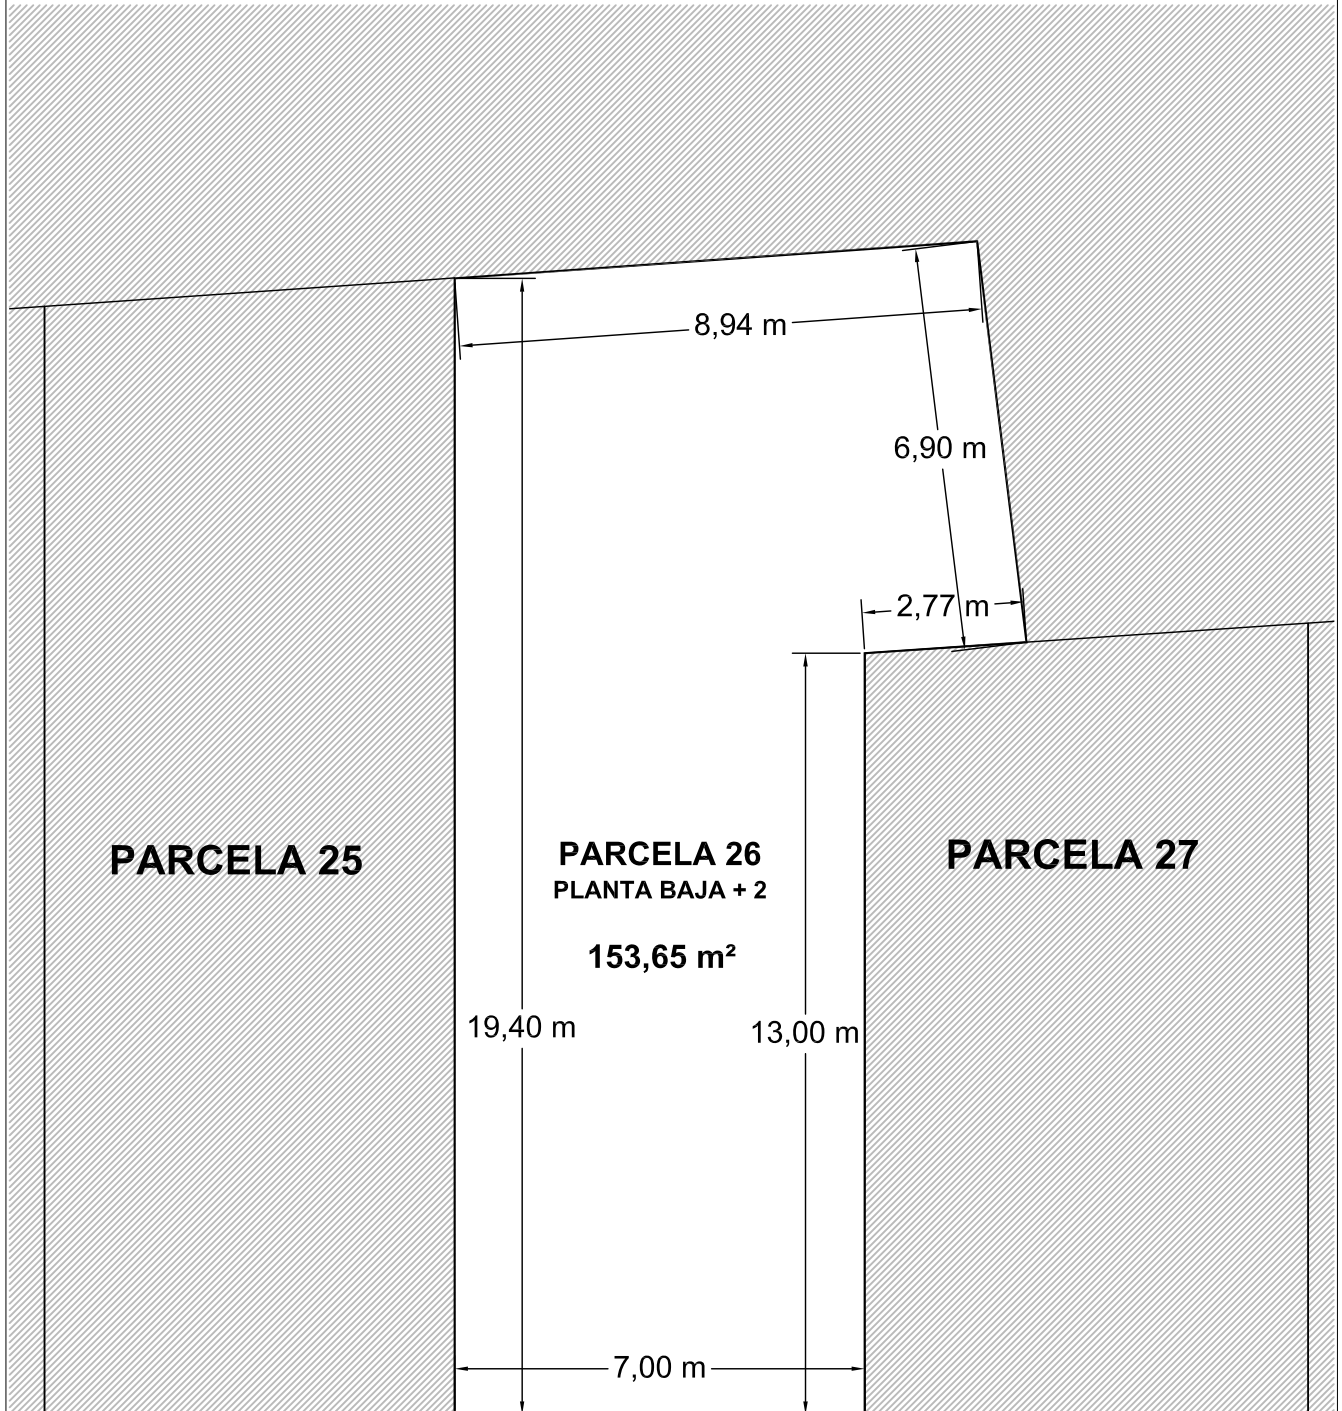 8,94 m
6,90 m
2,77 m
PARCELA 25
PARCELA 26
PLANTA BAJA + 2
153,65 m²
PARCELA 27
19,40 m
13,00 m
7,00 m